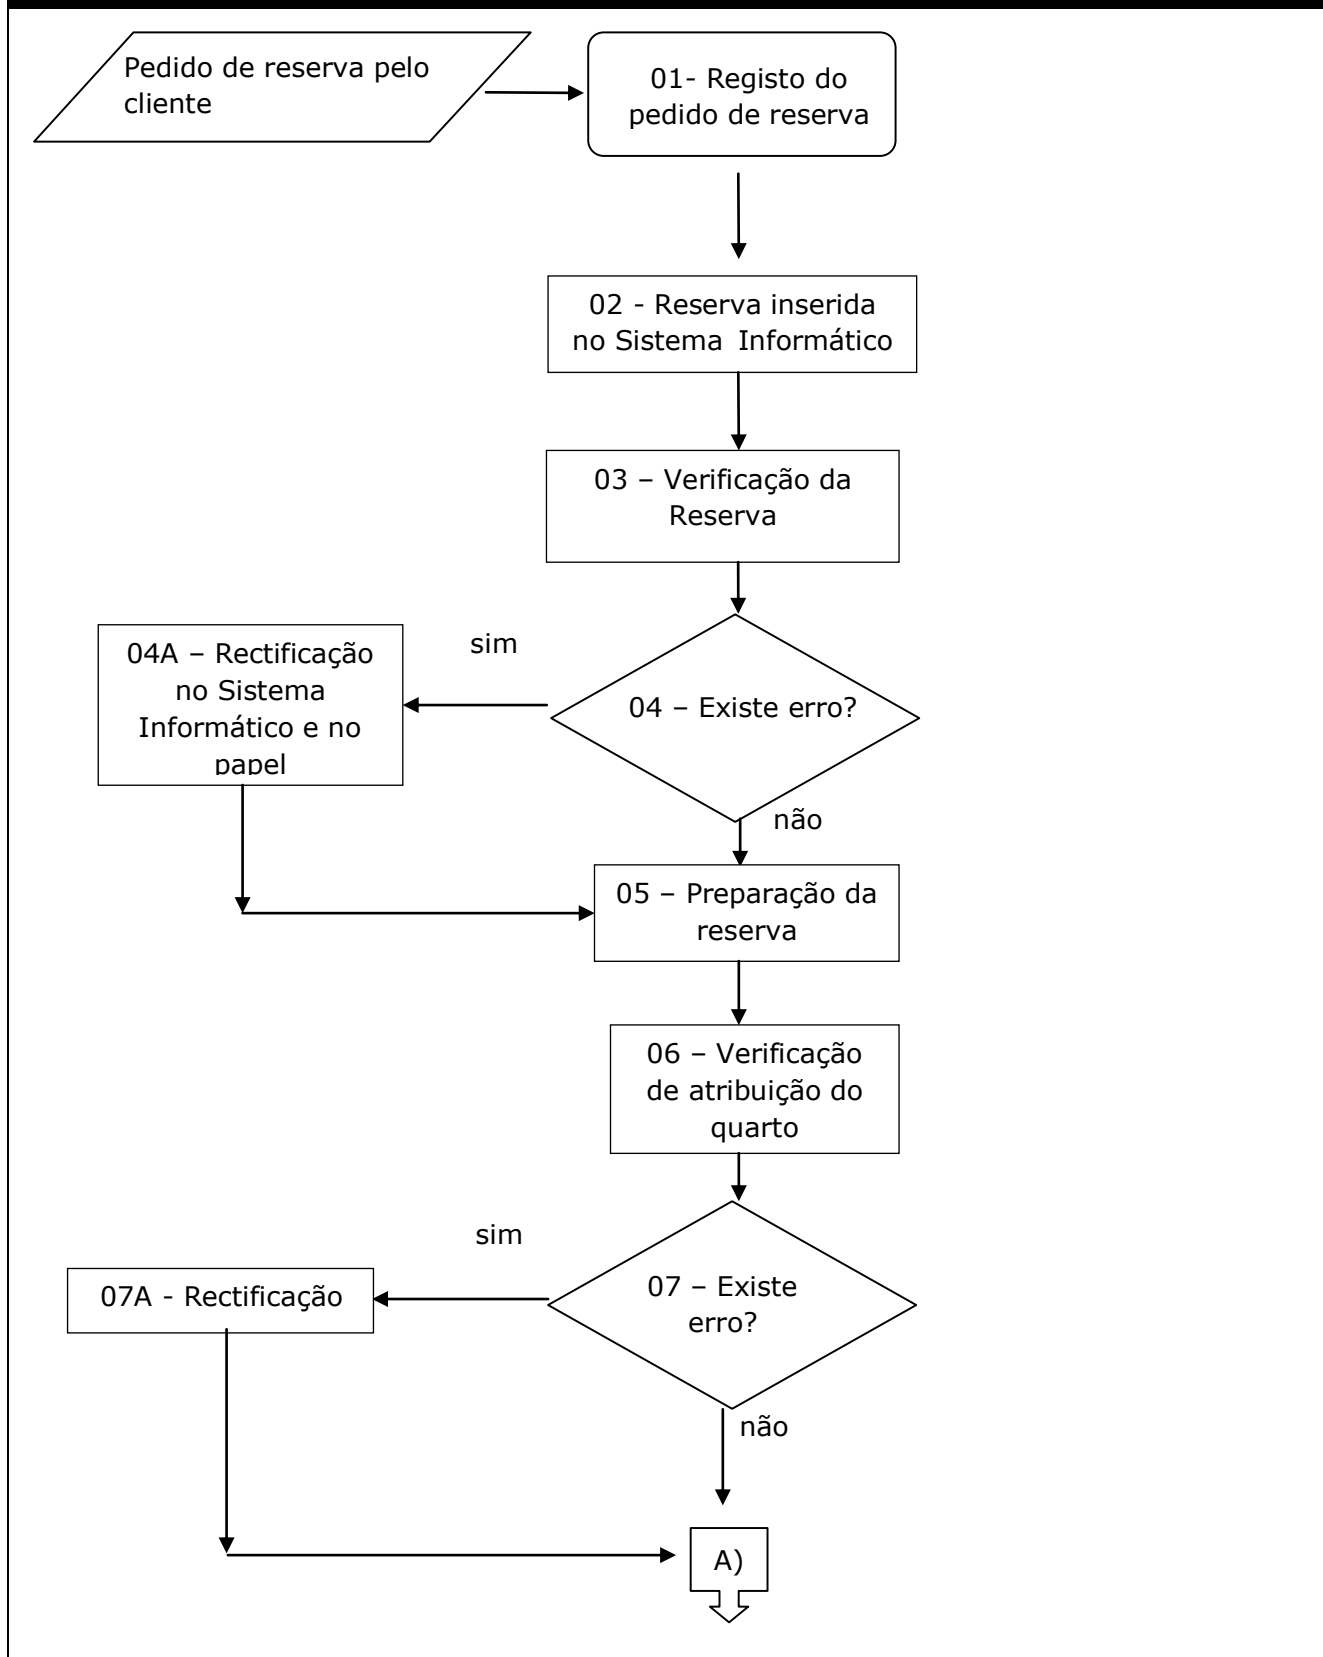 Pedido de reserva pelo
cliente
01- Registo do
pedido de reserva
02 - Reserva inserida
no Sistema Informático
03 – Verificação da
Reserva
04 – Existe erro?
sim
04A – Rectificação
no Sistema
Informático e no
papel
não
05 – Preparação da
reserva
06 – Verificação
de atribuição do
quarto
07 – Existe
erro?
sim
07A - Rectificação
não
A)